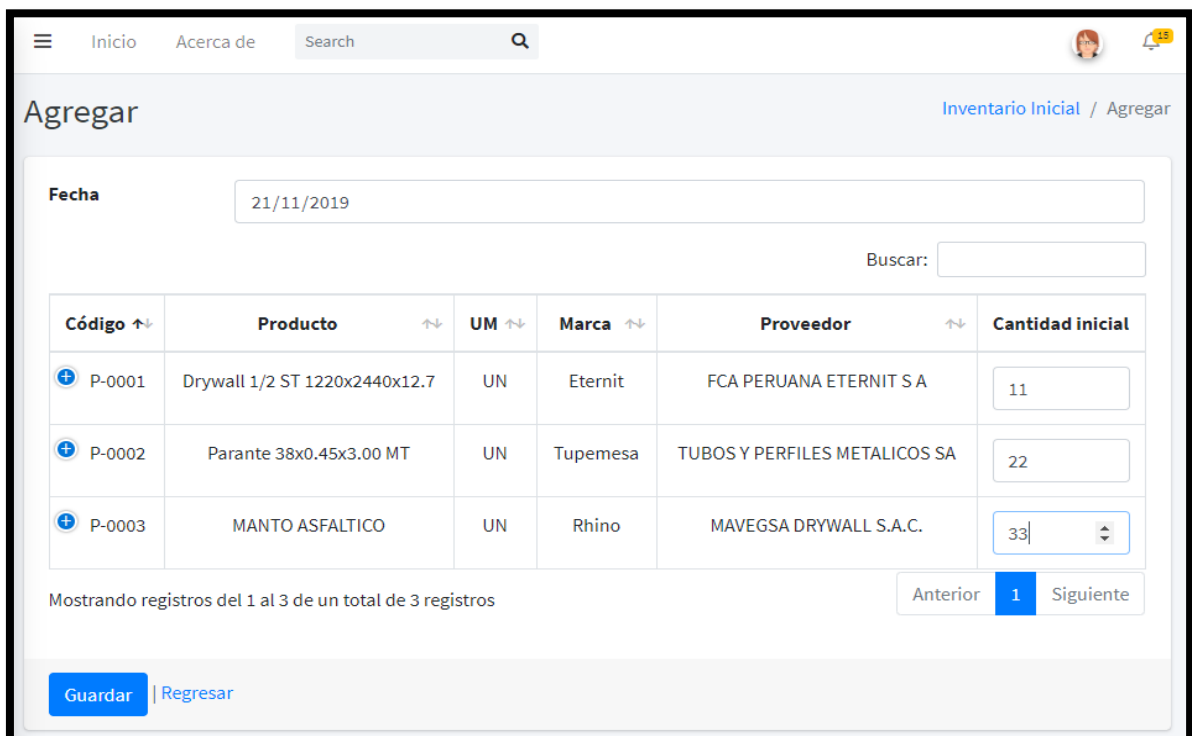 Inicio Acerca de Search 15
Agregar Inventario Inicial / Agregar
Fecha 21/11/2019
Buscar:
Código Producto UM Marca Proveedor Cantidad inicial
P-0001 Drywall 1/2 ST 1220x2440x12.7 UN Eternit FCA PERUANA ETERNIT S A 11
P-0002 Parante 38x0.45x3.00 MT UN Tupemesa TUBOS Y PERFILES METALICOS SA 22
P-0003 MANTO ASFALTICO UN Rhino MAVEGSA DRYWALL S.A.C. 33
Mostrando registros del 1 al 3 de un total de 3 registros Anterior 1 Siguiente
Guardar | Regresar